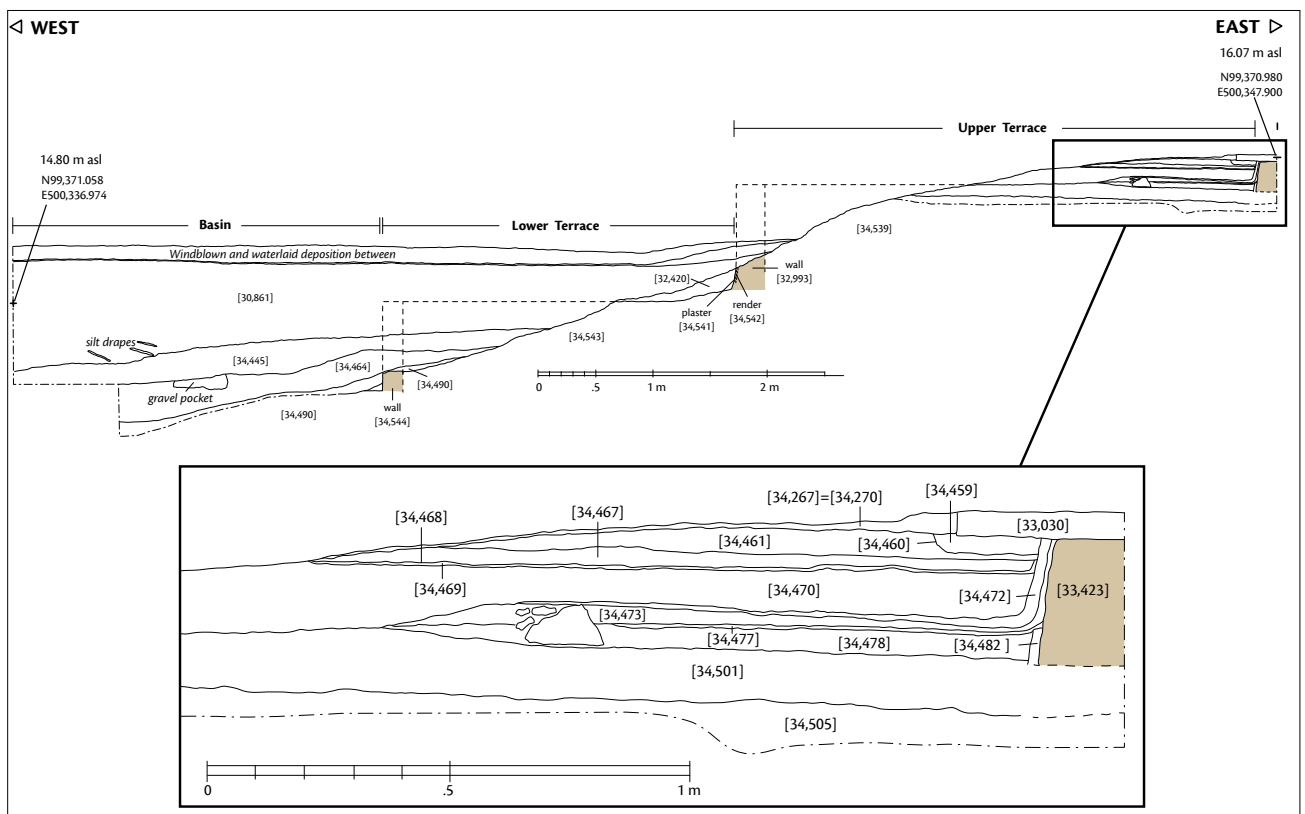 WEST
EAST
16.07 m asl
N99,370.980
E500,347.900
Upper Terrace
14.80 m asl
N99,371.058
E500,336.974
Basin
Lower Terrace
[34,539]
Windblown and waterlaid deposition between
wall
[32,993]
[32,420]
[30,861]
render
[34,542]
plaster
[34,541]
silt drapes
[34,543]
[34,445]
[34,464]
[34,490]
gravel pocket
wall
[34,544]
[34,490]
0 .5 1 m 2 m
[34,459]
[34,267]=[34,270]
[34,468]
[34,467]
[33,030]
[34,461]
[34,460]
[34,469]
[34,470]
[34,472]
[33,423]
[34,473]
[34,477]
[34,478]
[34,482 ]
[34,501]
[34,505]
0 .5 1 m